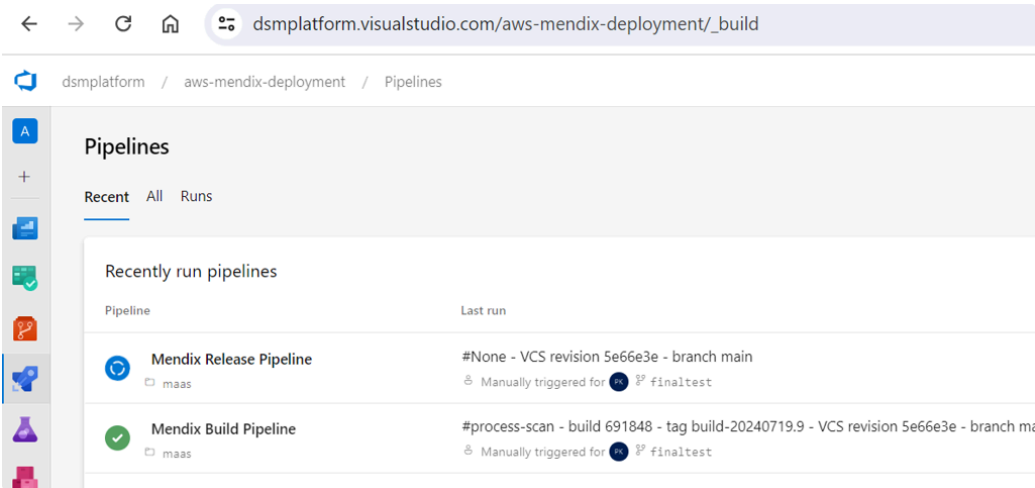 dsmplatform.visualstudio.com/aws-mendix-deployment/_build
dsmplatform / aws-mendix-deployment / Pipelines
A
Pipelines
Recent All Runs
Recently run pipelines
Pipeline Last run
Mendix Release Pipeline #None - VCS revision 5e66e3e - branch main
maas Manually triggered for PK finaltest
Mendix Build Pipeline #process-scan - build 691848 - tag build-20240719.9 - VCS revision 5e66e3e - branch ma
maas Manually triggered for PK finaltest